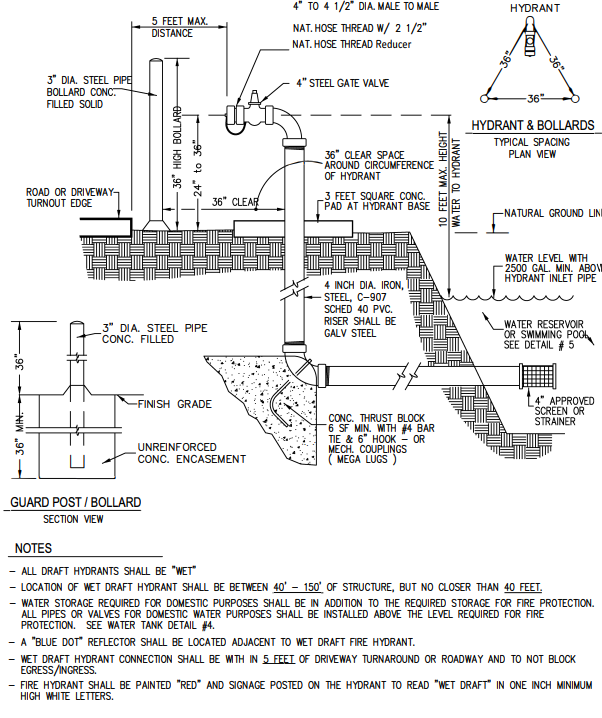 4" TO 4 1/2" DIA. MALE TO MALE
HYDRANT
5 FEET MAX.
DISTANCE
NAT. HOSE THREAD W/ 2 1/2"
NAT. HOSE THREAD Reducer
36"
36"
36"
3" DIA. STEEL PIPE
BOLLARD CONC.
FILLED SOLID
4" STEEL GATE VALVE
HYDRANT & BOLLARDS
TYPICAL SPACING
PLAN VIEW
36" HIGH BOLLARD
24" to 36"
36" CLEAR SPACE
AROUND CIRCUMFERENCE
OF HYDRANT
10 FEET MAX. HEIGHT
WATER TO HYDRANT
ROAD OR DRIVEWAY
TURNOUT EDGE
36" CLEAR
3 FEET SQUARE CONC.
PAD AT HYDRANT BASE
NATURAL GROUND LIN
WATER LEVEL WITH
2500 GAL. MIN. ABOV
HYDRANT INLET PIPE
4 INCH DIA. IRON,
STEEL, C-907
SCHED 40 PVC.
RISER SHALL BE
GALV STEEL
WATER RESERVOIR
OR SWIMMING POOL
SEE DETAIL # 5
3" DIA. STEEL PIPE
CONC. FILLED
36"
FINISH GRADE
36" MIN.
UNREINFORCED
CONC. ENCASEMENT
4" APPROVED
SCREEN OR
STRAINER
CONC. THRUST BLOCK
6 SF MIN. WITH #4 BAR
TIE & 6" HOOK - OR
MECH. COUPLINGS
( MEGA LUGS )
GUARD POST / BOLLARD
SECTION VIEW
NOTES
- ALL DRAFT HYDRANTS SHALL BE "WET"
- LOCATION OF WET DRAFT HYDRANT SHALL BE BETWEEN 40' - 150' OF STRUCTURE, BUT NO CLOSER THAN 40 FEET.
- WATER STORAGE REQUIRED FOR DOMESTIC PURPOSES SHALL BE IN ADDITION TO THE REQUIRED STORAGE FOR FIRE PROTECTION.
ALL PIPES OR VALVES FOR DOMESTIC WATER PURPOSES SHALL BE INSTALLED ABOVE THE LEVEL REQUIRED FOR FIRE
PROTECTION. SEE WATER TANK DETAIL #4.
- A "BLUE DOT" REFLECTOR SHALL BE LOCATED ADJACENT TO WET DRAFT FIRE HYDRANT.
- WET DRAFT HYDRANT CONNECTION SHALL BE WITH IN 5 FEET OF DRIVEWAY TURNAROUND OR ROADWAY AND TO NOT BLOCK
EGRESS/INGRESS.
- FIRE HYDRANT SHALL BE PAINTED "RED" AND SIGNAGE POSTED ON THE HYDRANT TO READ "WET DRAFT" IN ONE INCH MINIMUM
HIGH WHITE LETTERS.